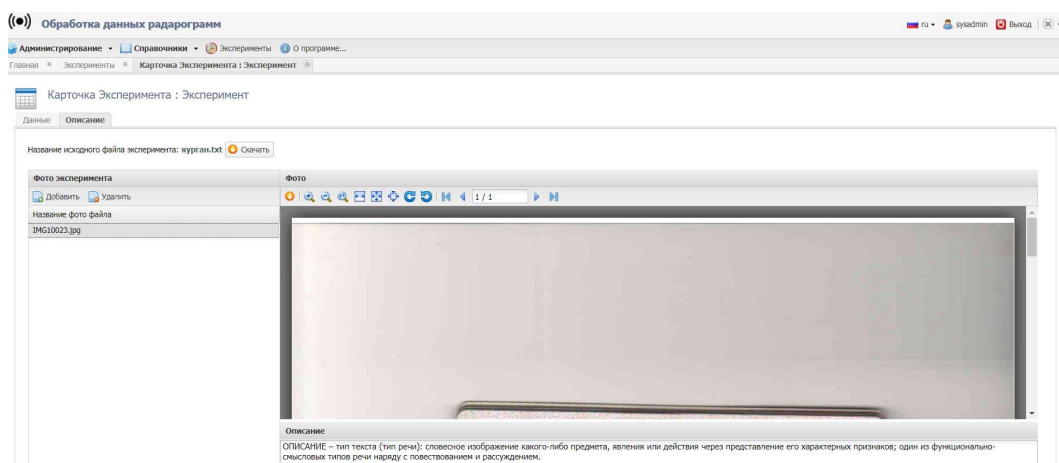 Обработка данных радарограмм
ru sysadmin Выход
Администрирование Справочники Эксперименты О программе...
Главная Эксперименты Карточка Эксперимента : Эксперимент
Карточка Эксперимента : Эксперимент
Данные Описание
Название исходного файла эксперимента: курган.txt Скачать
Фото эксперимента Фото
Добавить Удалить 1 / 1
Название фото файла
IMG10023.jpg
Описание
ОПИСАНИЕ – тип текста (тип речи): словесное изображение какого-либо предмета, явления или действия через представление его характерных признаков; один из функционально-
смысловых типов речи наряду с повествованием и рассуждением.